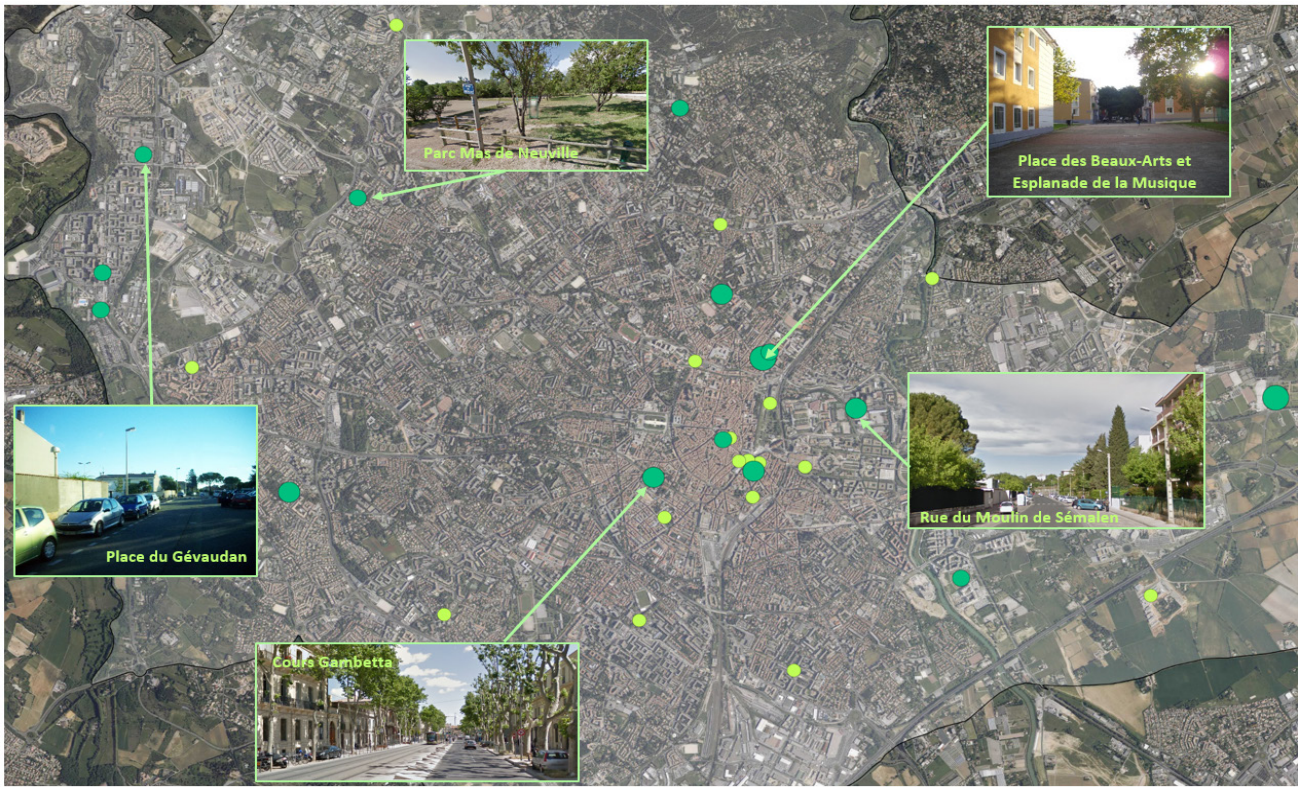 Parc Mas de Neuville
Place des Beaux-Arts et
Esplanade de la Musique
Rue du Moulin de Sémalen
Place du Gévaudan
Cours Gambetta